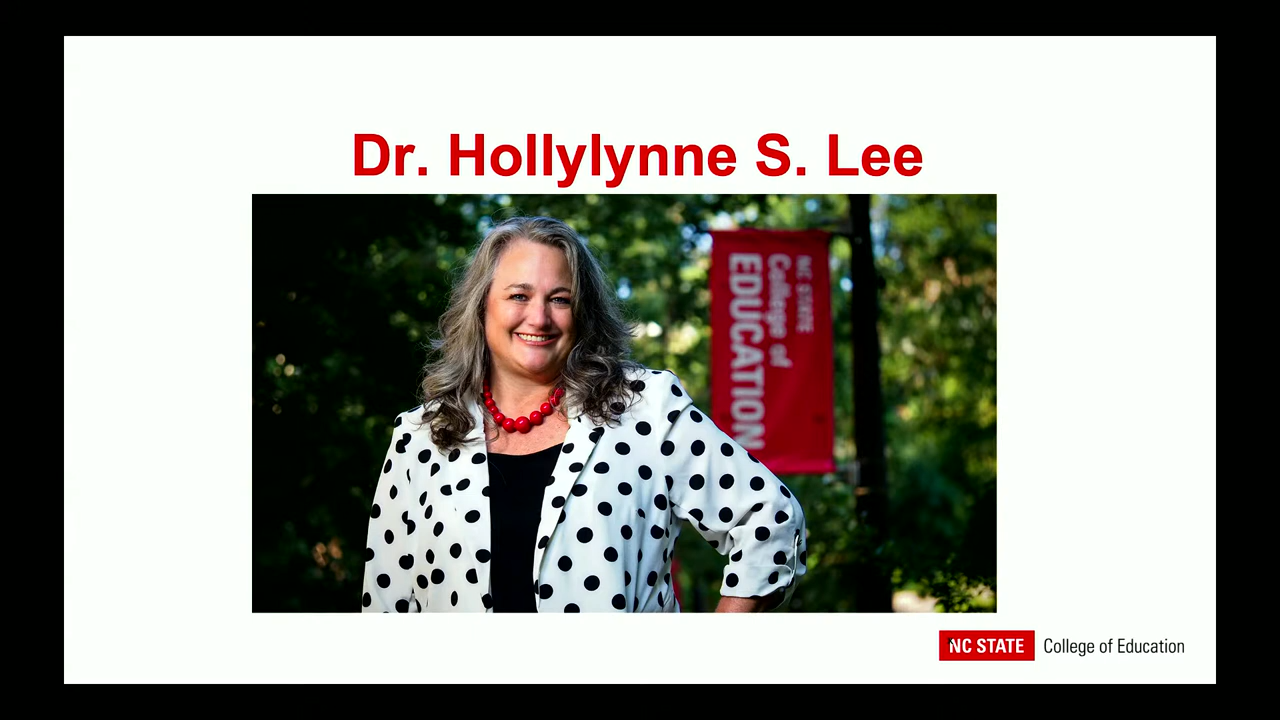 Dr. Hollylynne S. Lee
NC STATE
College of
EDUCATION
NC STATE College of Education